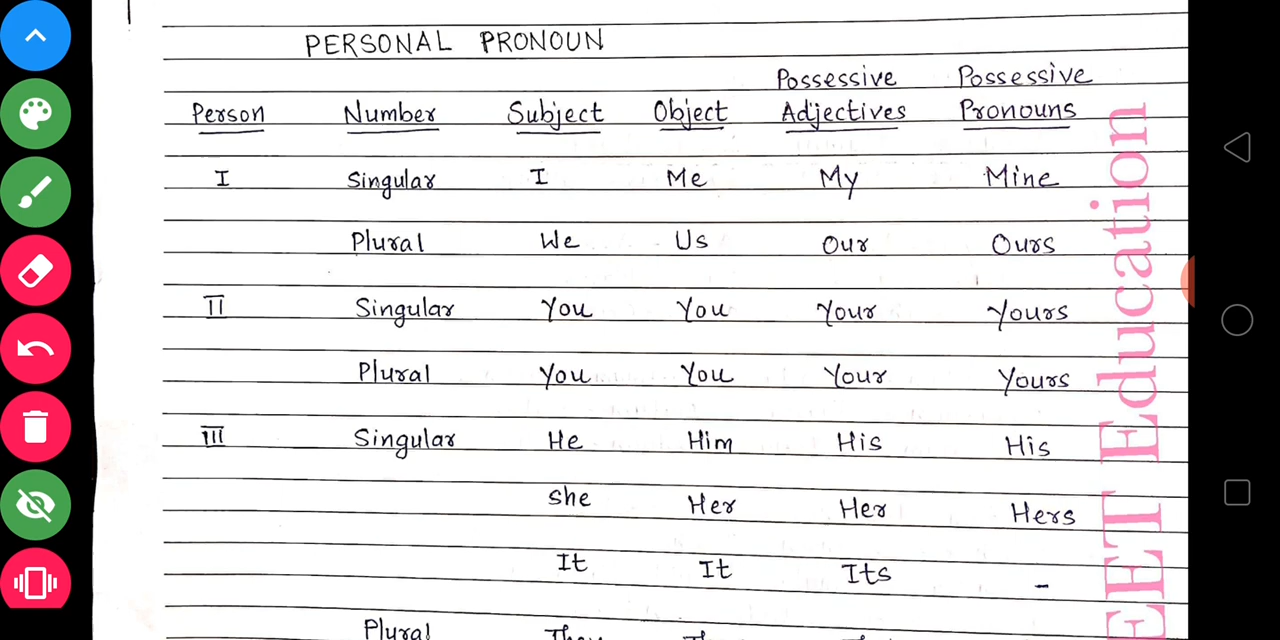 PERSONAL PRONOUN
Possessive Possessive
Person Number Subject Object Adjectives Pronouns
I Singular I Me My Mine
Plural We Us Our Ours
II Singular You You Your Yours
Plural You You Your Yours
III Singular He Him His His
She Her Her Hers
It It Its -
Plural They
EET Education